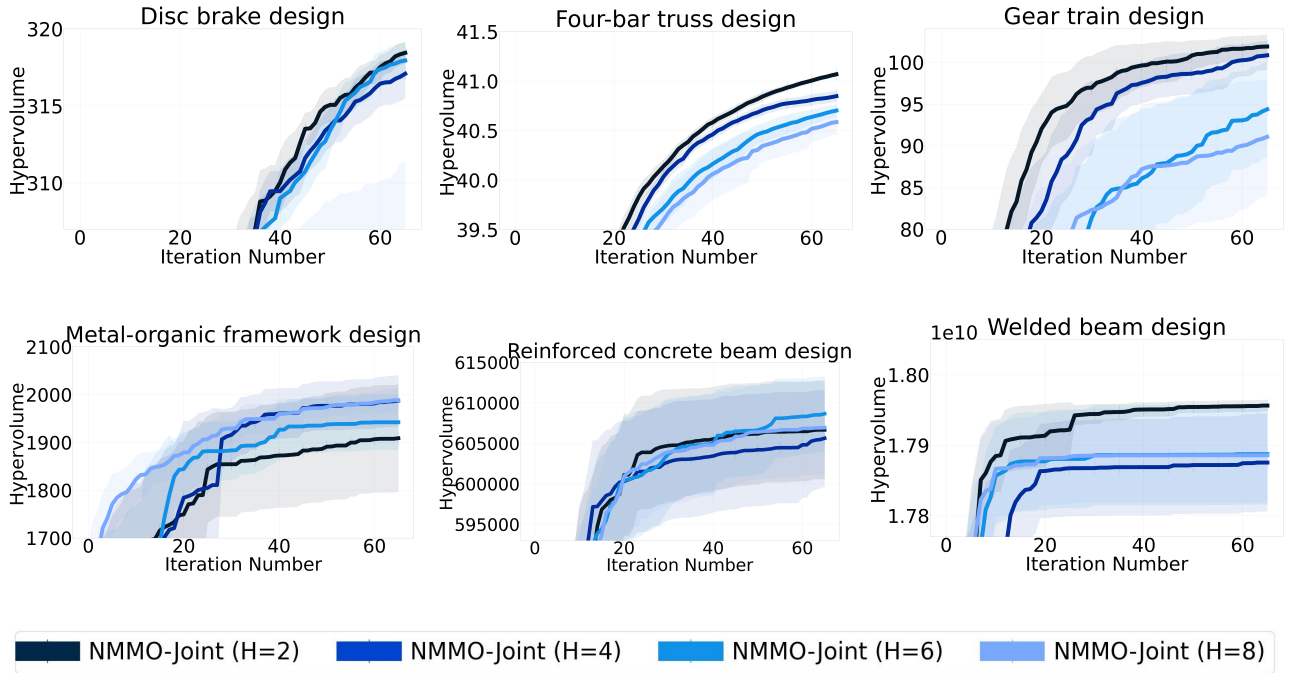 Disc brake design
320
315
310
Hypervolume
0 20 40 60
Iteration Number
Four-bar truss design
41.5
41.0
40.5
40.0
39.5
Hypervolume
0 20 40 60
Iteration Number
Gear train design
100
95
90
85
80
Hypervolume
0 20 40 60
Iteration Number
Metal-organic framework design
2100
2000
1900
1800
1700
Hypervolume
0 20 40 60
Iteration Number
Reinforced concrete beam design
615000
610000
605000
600000
595000
Hypervolume
0 20 40 60
Iteration Number
1e10 Welded beam design
1.80
1.79
1.78
Hypervolume
0 20 40 60
Iteration Number
NMMO-Joint (H=2) NMMO-Joint (H=4) NMMO-Joint (H=6) NMMO-Joint (H=8)